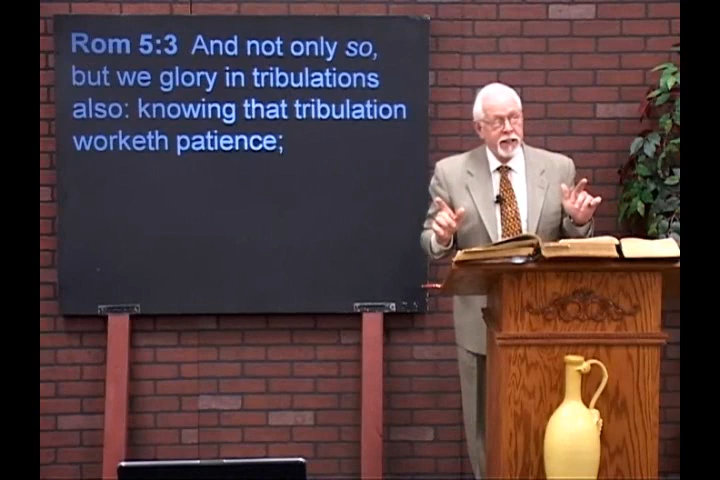 Rom 5:3 And not only so,
but we glory in tribulations
also: knowing that tribulation
worketh patience;